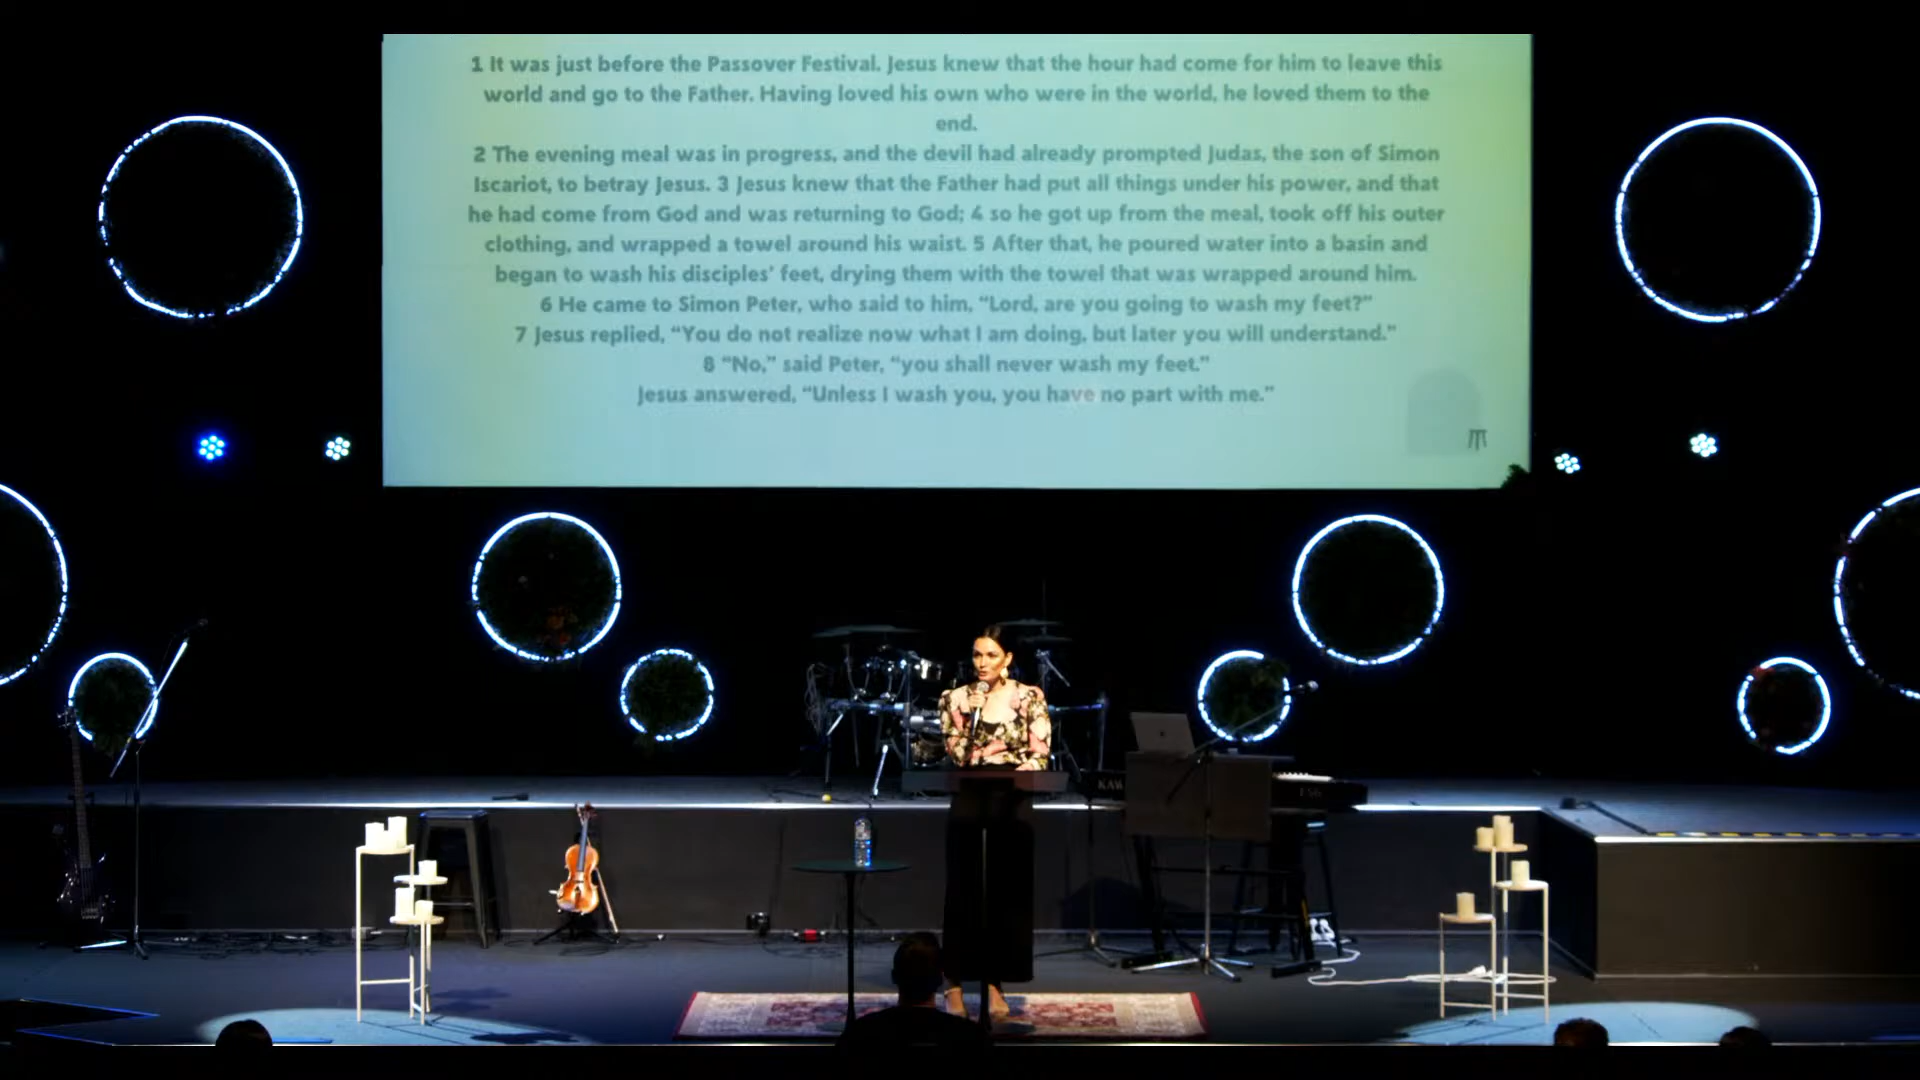 1 It was just before the Passover Festival. Jesus knew that the hour had come for him to leave this
world and go to the Father. Having loved his own who were in the world, he loved them to the
end.
2 The evening meal was in progress, and the devil had already prompted Judas, the son of Simon
Iscariot, to betray Jesus. 3 Jesus knew that the Father had put all things under his power, and that
he had come from God and was returning to God; 4 so he got up from the meal, took off his outer
clothing, and wrapped a towel around his waist. 5 After that, he poured water into a basin and
began to wash his disciples’ feet, drying them with the towel that was wrapped around him.
6 He came to Simon Peter, who said to him, “Lord, are you going to wash my feet?”
7 Jesus replied, “You do not realize now what I am doing, but later you will understand.”
8 “No,” said Peter, “you shall never wash my feet.”
Jesus answered, “Unless I wash you, you have no part with me.”
KAW